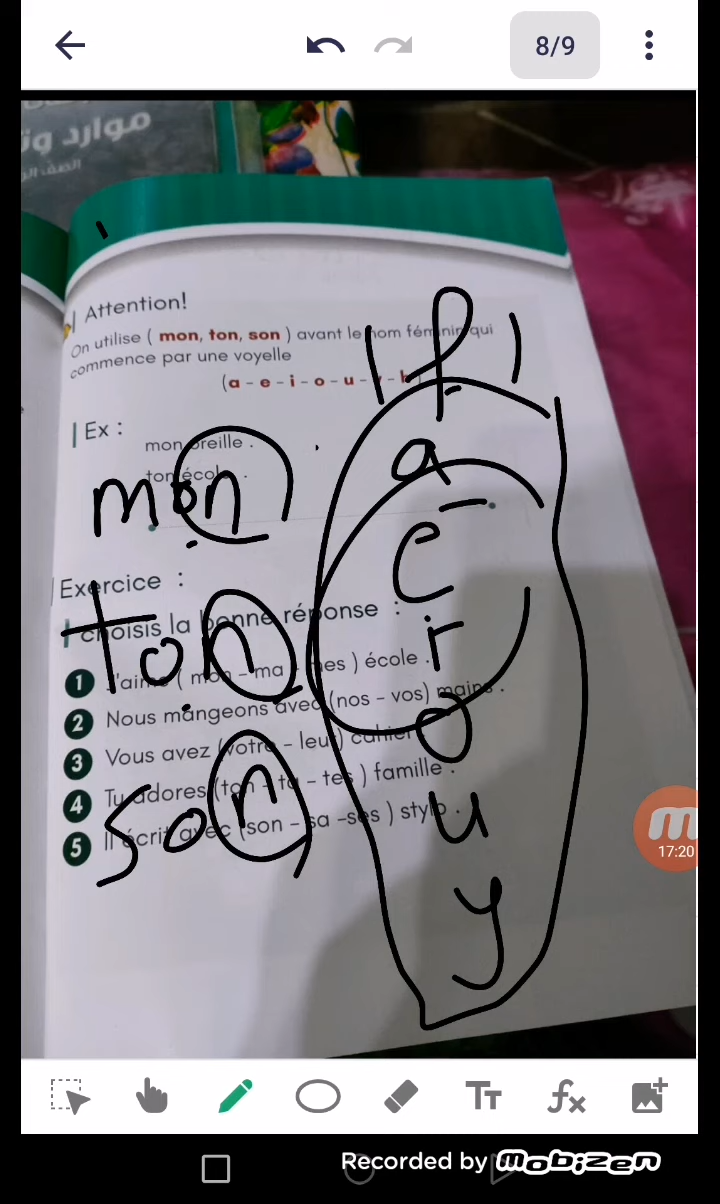 8/9
موارد
الصف
Attention!
On utilise ( mon, ton, son ) avant le nom féminin qui
commence par une voyelle
(a - e - i - o - u - y - h)
Ex :
mon oreille .
ton école .
Exercice :
choisis la bonne réponse :
1 J'aime ( mon - ma - mes ) école .
2 Nous mangeons avec (nos - vos) mains .
3 Vous avez (votre - leur) cahier
4 Tu adores (ton - ta - tes ) famille .
5 Il écrit avec (son - sa -ses ) stylo .
mon
ton
son
(f)
a
e
i
o
u
y
17:20
TT
fx
Recorded by mobizen